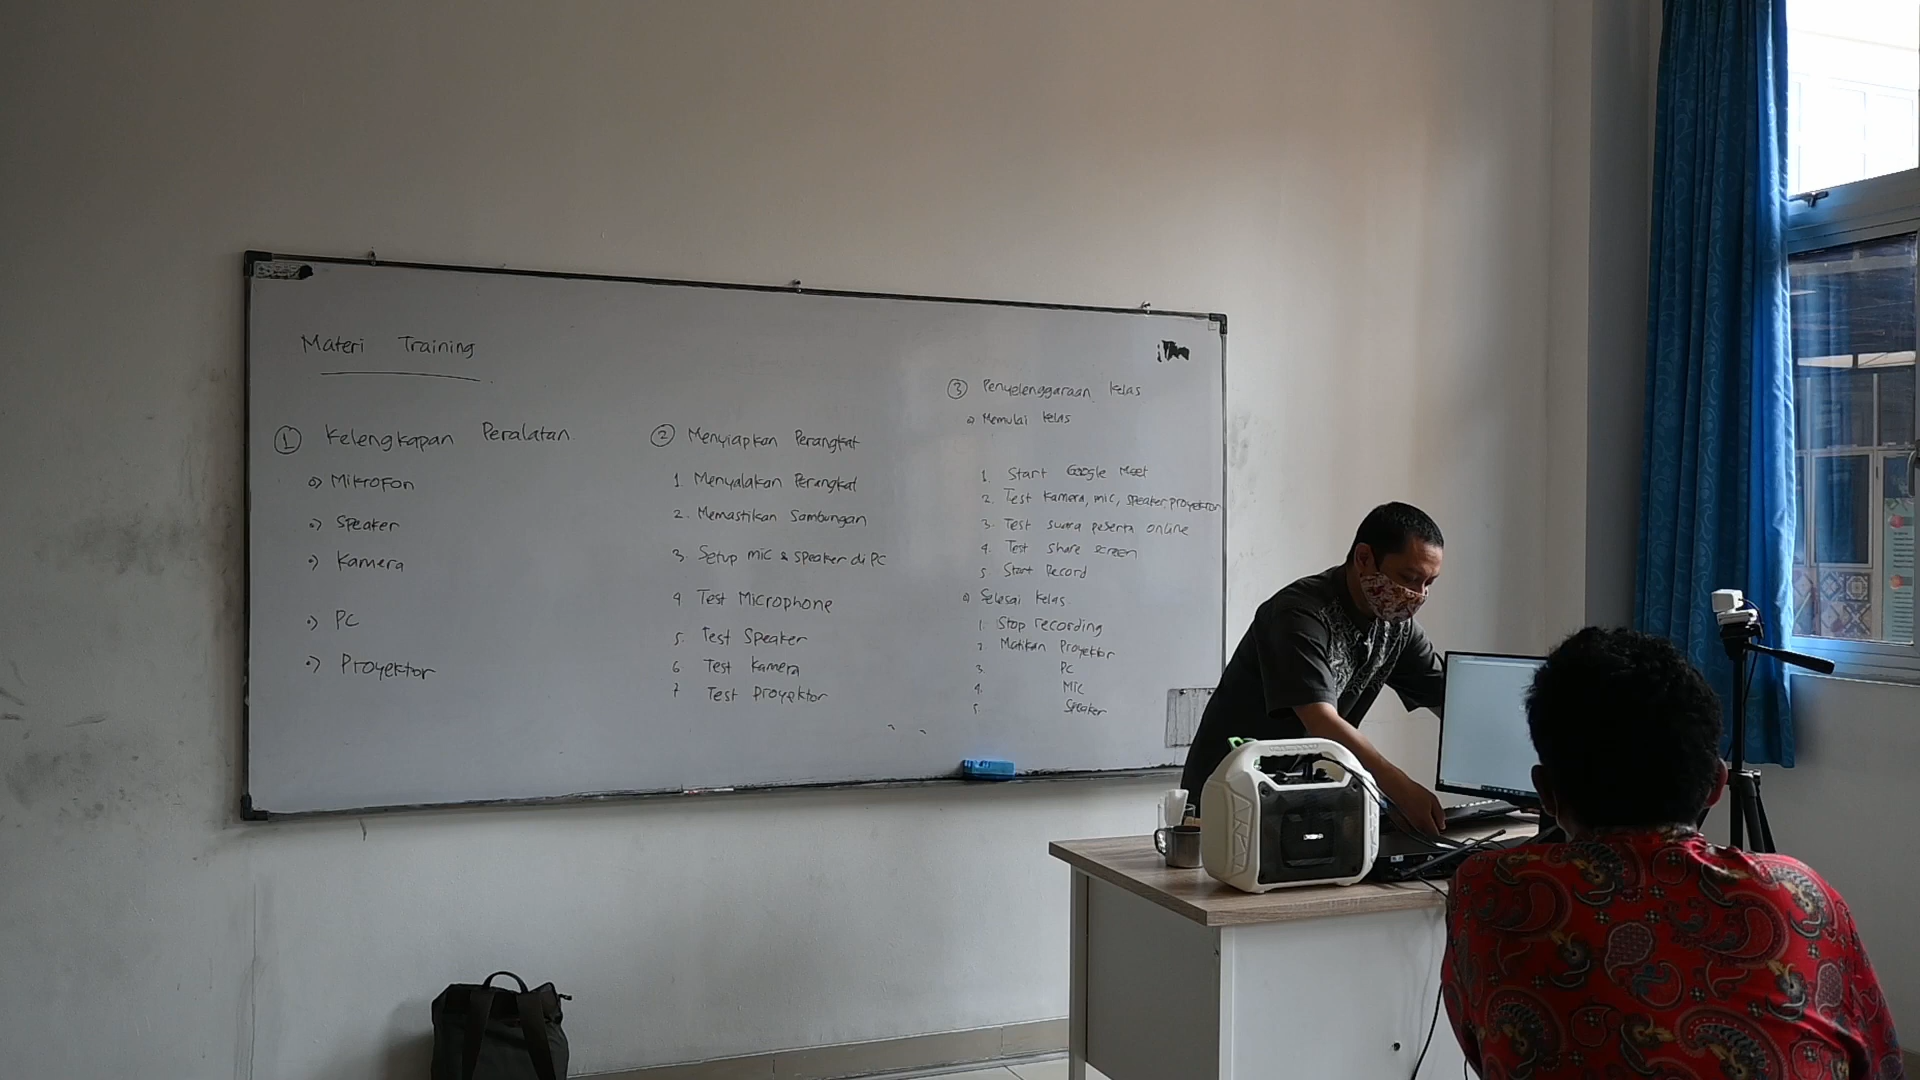 Materi Training
① Kelengkapan Peralatan
Mikrofon
Speaker
Kamera
PC
Proyektor
② Menyiapkan Perangkat
1. Menyalakan Perangkat
2. Memastikan Sambungan
3. Setup mic & speaker di PC
4 Test Microphone
5. Test Speaker
6 Test Kamera
7 Test Proyektor
③ Penyelenggaraan Kelas
Memulai Kelas
1. Start Google Meet
2. Test Kamera, mic, speaker, proyektor
3. Test suara peserta online
4. Test share screen
5 Start Record
Selesai Kelas
1. Stop recording
2. Matikan Proyektor
3. PC
4. Mic
5. Speaker